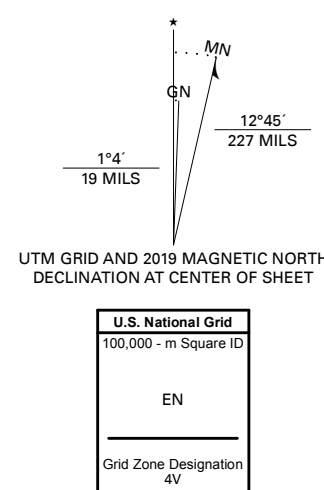 ★
MN
GN
12°45´
227 MILS
1°4´
19 MILS
UTM GRID AND 2019 MAGNETIC NORTH
DECLINATION AT CENTER OF SHEET
U.S. National Grid
100,000 - m Square ID
EN
Grid Zone Designation
4V